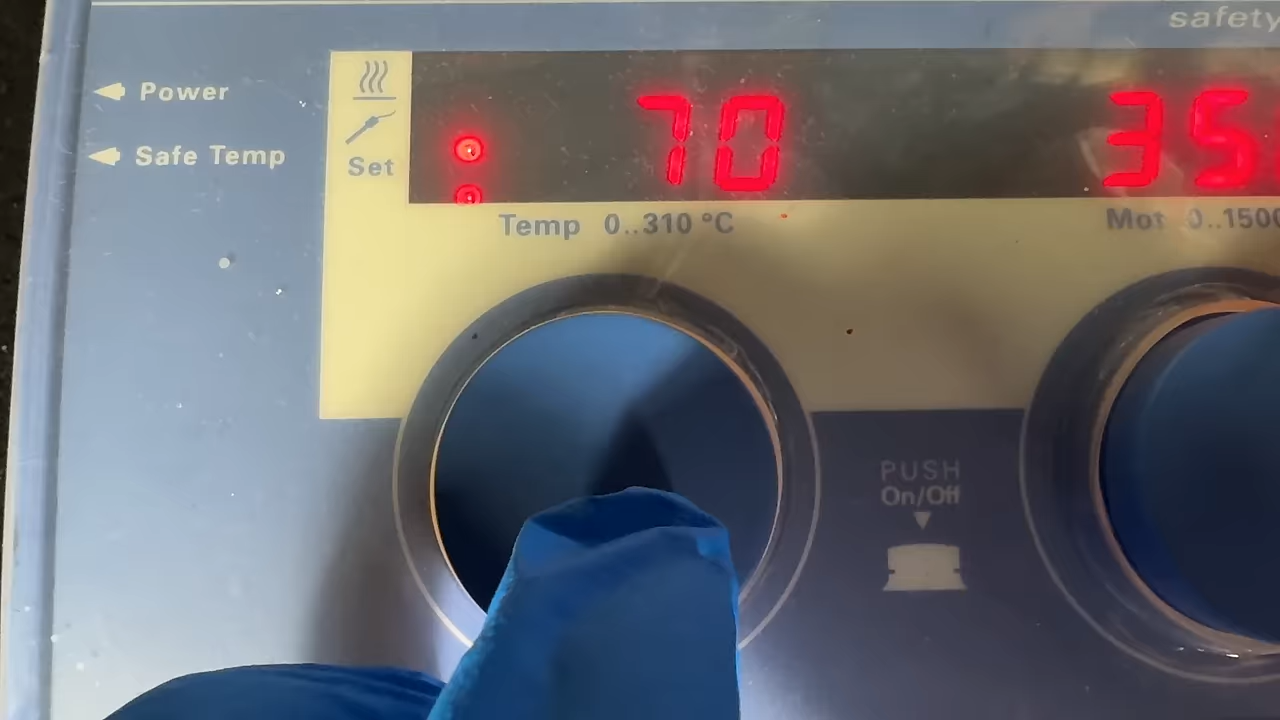 safety
Power
70
35
Safe Temp
Set
Temp 0..310 °C
Mot 0..1500
PUSH
On/Off